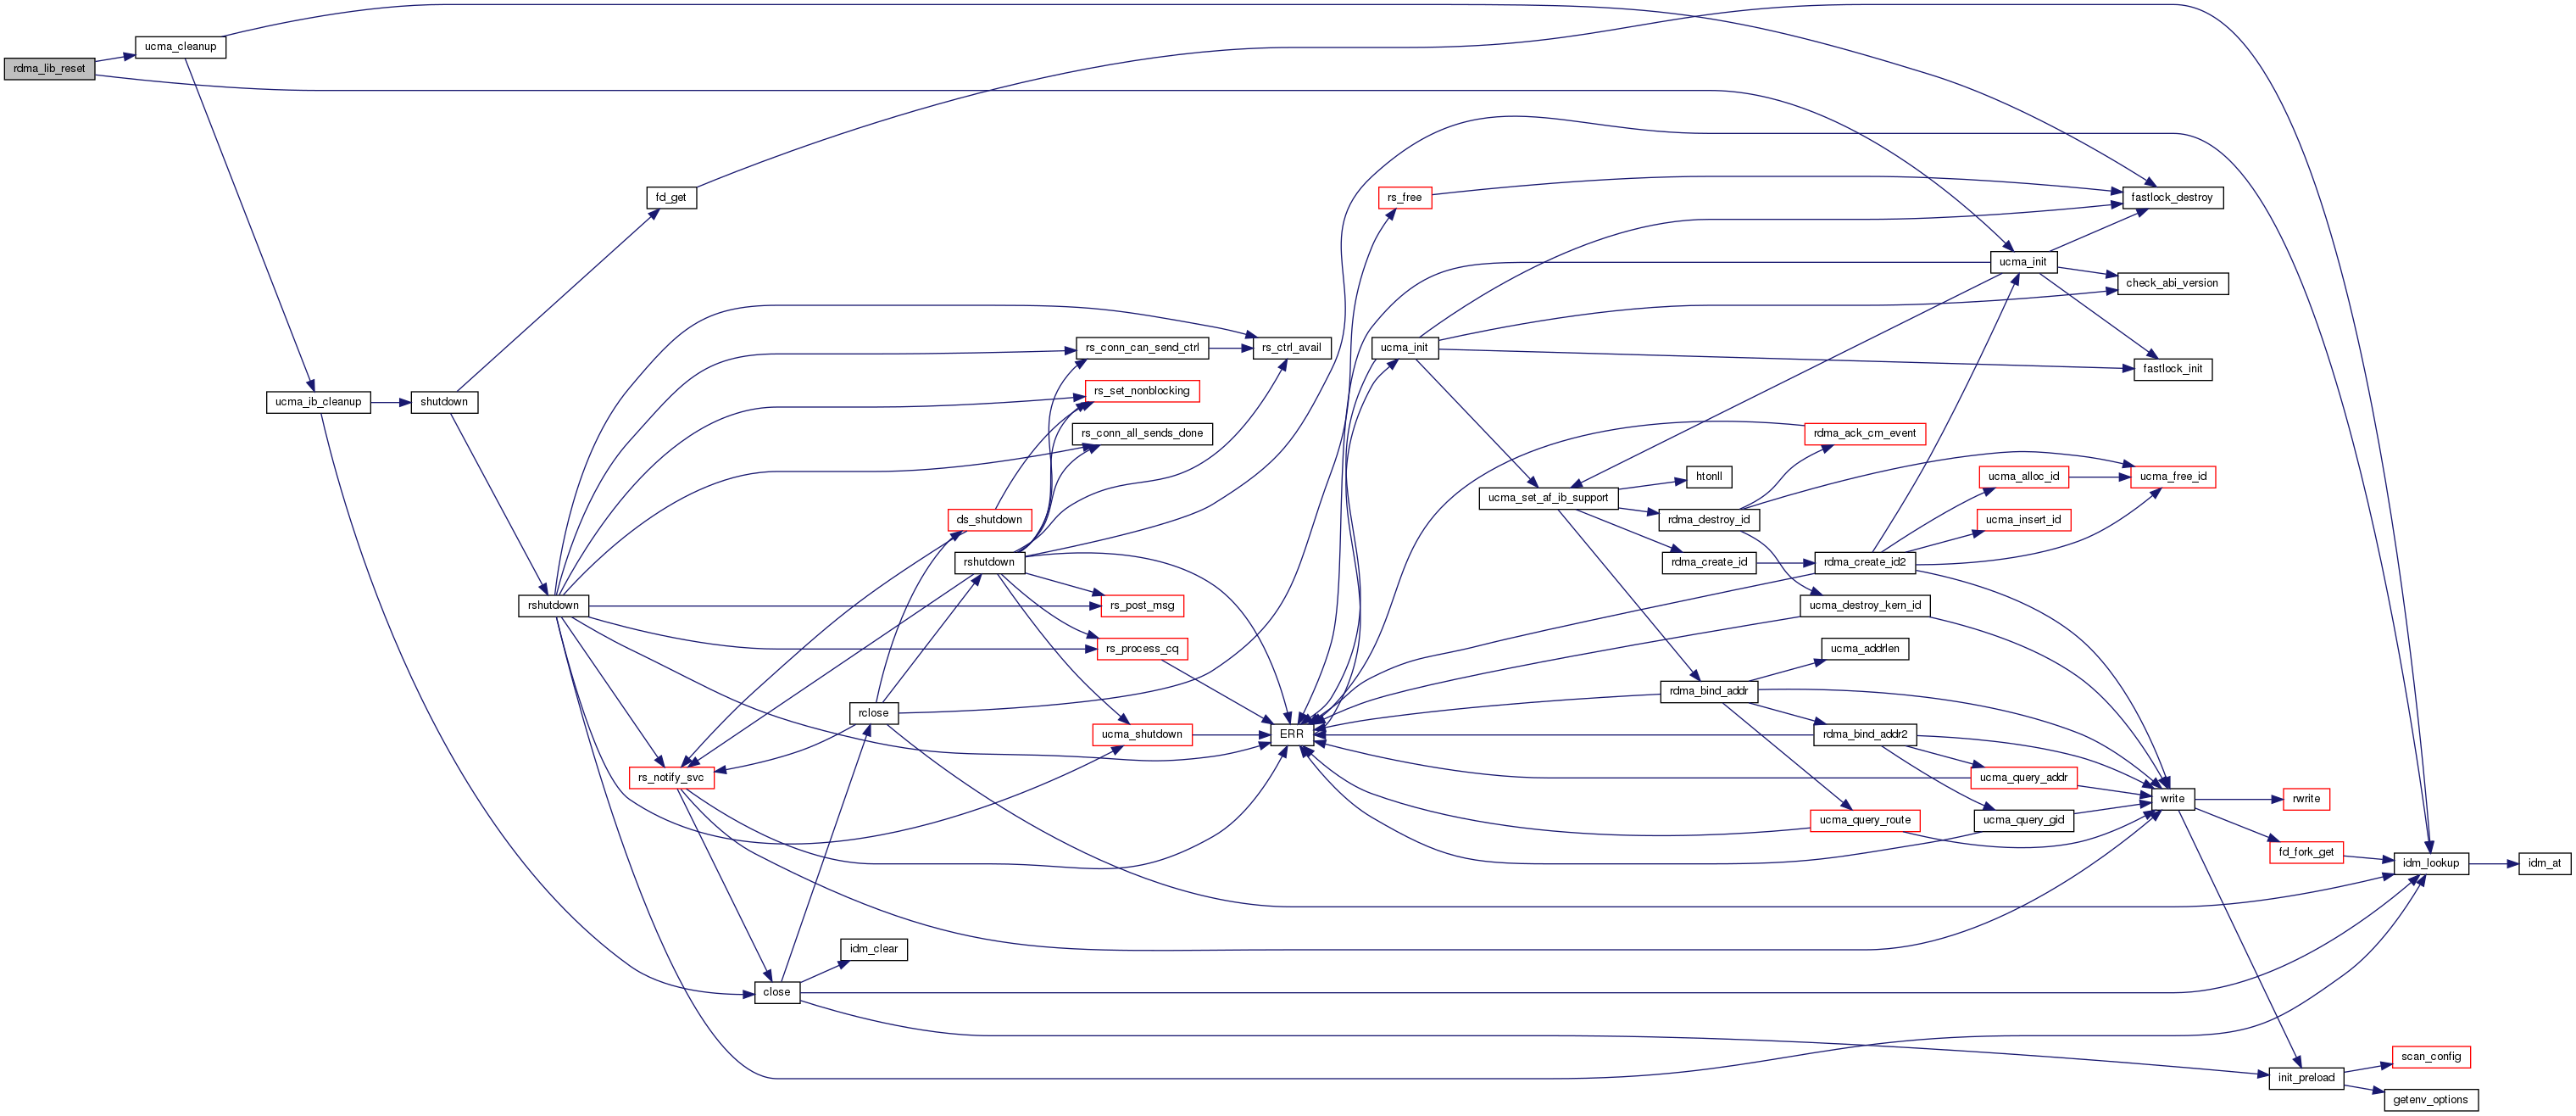 rdma_lib_reset
ucma_cleanup
ucma_ib_cleanup
shutdown
fd_get
rshutdown
rs_notify_svc
close
idm_clear
rclose
ds_shutdown
rshutdown
rs_conn_can_send_ctrl
rs_set_nonblocking
rs_conn_all_sends_done
rs_post_msg
rs_process_cq
ucma_shutdown
rs_ctrl_avail
ERR
rs_free
ucma_init
ucma_set_af_ib_support
htonll
rdma_destroy_id
rdma_create_id
rdma_bind_addr
rdma_ack_cm_event
rdma_create_id2
ucma_destroy_kern_id
ucma_addrlen
rdma_bind_addr2
ucma_query_route
ucma_init
ucma_alloc_id
ucma_insert_id
ucma_query_addr
ucma_query_gid
fastlock_destroy
check_abi_version
fastlock_init
ucma_free_id
write
rwrite
fd_fork_get
init_preload
idm_lookup
scan_config
getenv_options
idm_at